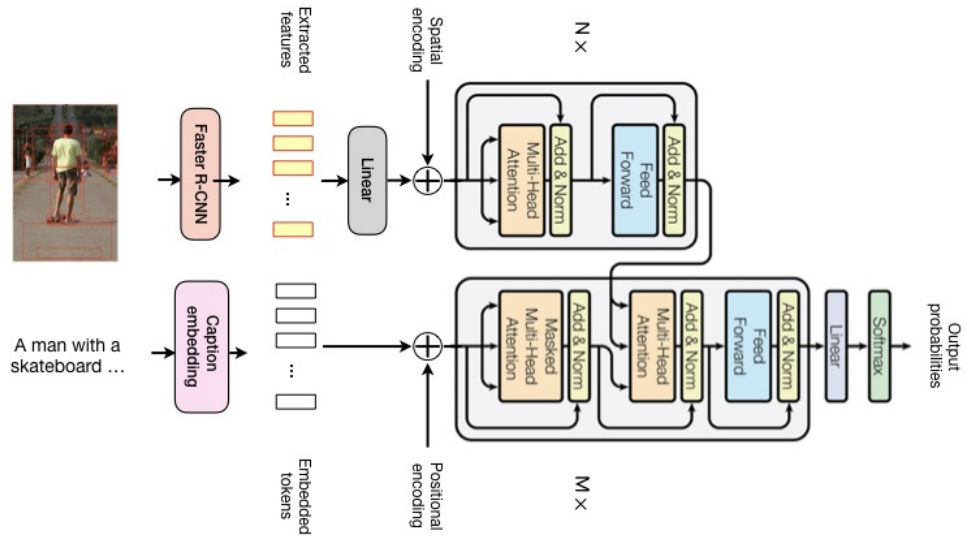 N ×
Spatial
encoding
Extracted
features
Faster R-CNN
...
Linear
Multi-Head
Attention
Add & Norm
Feed
Forward
Add & Norm
A man with a
skateboard ...
Caption
embedding
...
Embedded
tokens
Positional
encoding
Masked
Multi-Head
Attention
Add & Norm
Multi-Head
Attention
Add & Norm
Feed
Forward
Add & Norm
Linear
Softmax
Output
probabilities
M ×